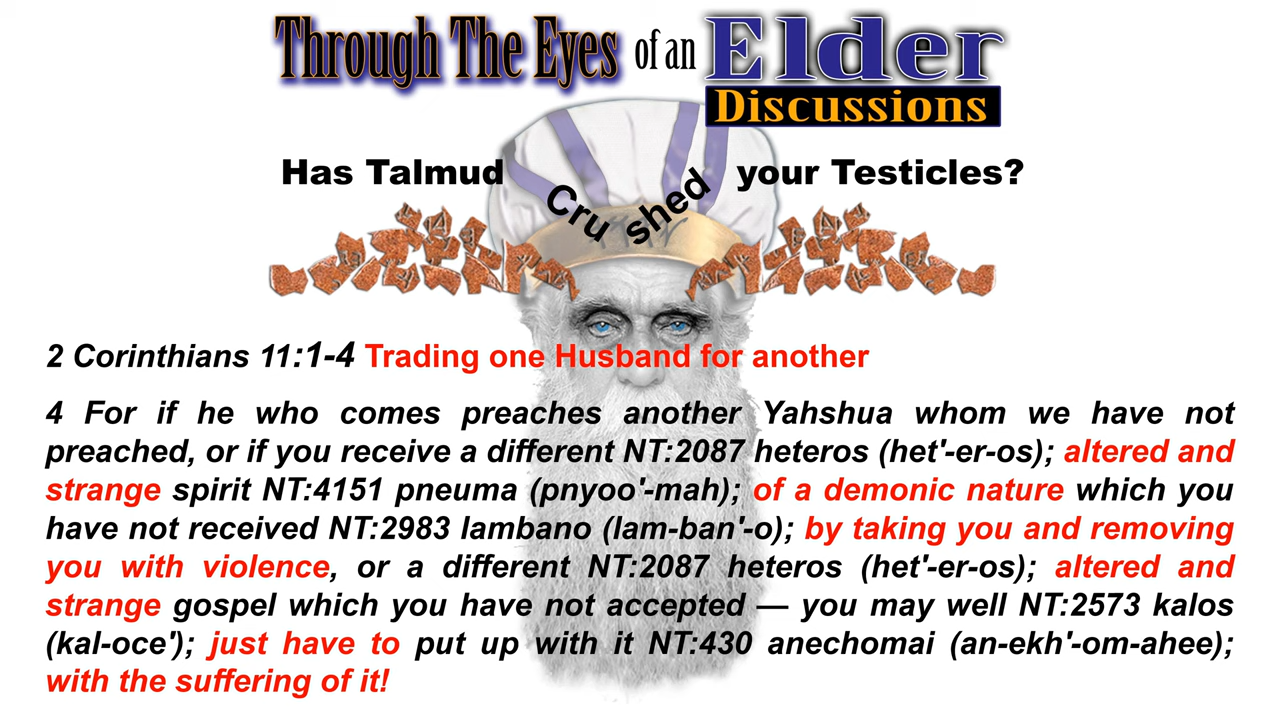 Through The Eyes of an Elder
Discussions
Has Talmud Crushed your Testicles?
2 Corinthians 11:1-4 Trading one Husband for another
4 For if he who comes preaches another Yahshua whom we have not
preached, or if you receive a different NT:2087 heteros (het'-er-os); altered and
strange spirit NT:4151 pneuma (pnyoo'-mah); of a demonic nature which you
have not received NT:2983 lambano (lam-ban'-o); by taking you and removing
you with violence, or a different NT:2087 heteros (het'-er-os); altered and
strange gospel which you have not accepted — you may well NT:2573 kalos
(kal-oce'); just have to put up with it NT:430 anechomai (an-ekh'-om-ahee);
with the suffering of it!